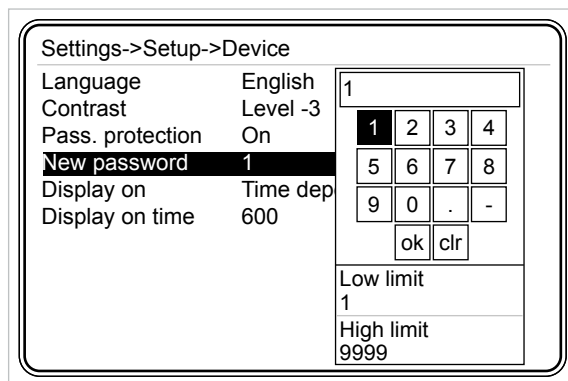 Settings->Setup->Device
Language English
Contrast Level -3
Pass. protection On
New password 1
Display on Time dep
Display on time 600
1
1 2 3 4
5 6 7 8
9 0 . -
ok clr
Low limit
1
High limit
9999